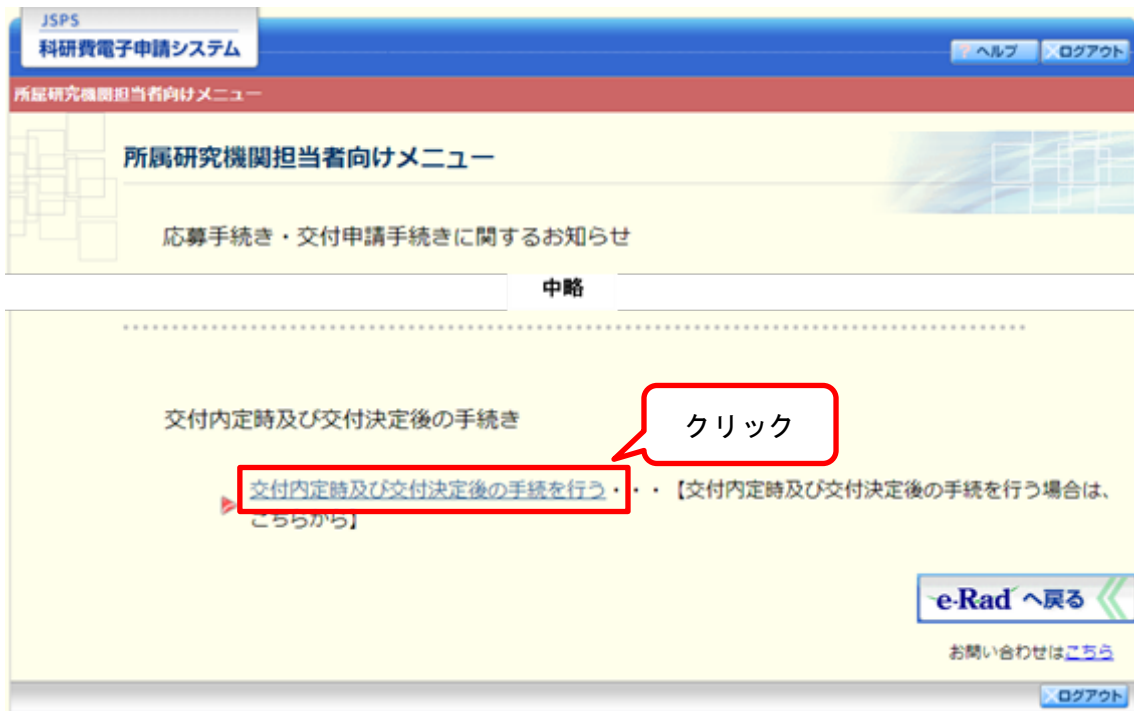 JSPS
科研費電子申請システム
? ヘルプ
×ログアウト
所属研究機関担当者向けメニュー
所属研究機関担当者向けメニュー
応募手続き・交付申請手続きに関するお知らせ
中略
交付内定時及び交付決定後の手続き
クリック
交付内定時及び交付決定後の手続を行う・・・【交付内定時及び交付決定後の手続を行う場合は、
こちらから】
e-Rad へ戻る
お問い合わせはこちら
×ログアウト